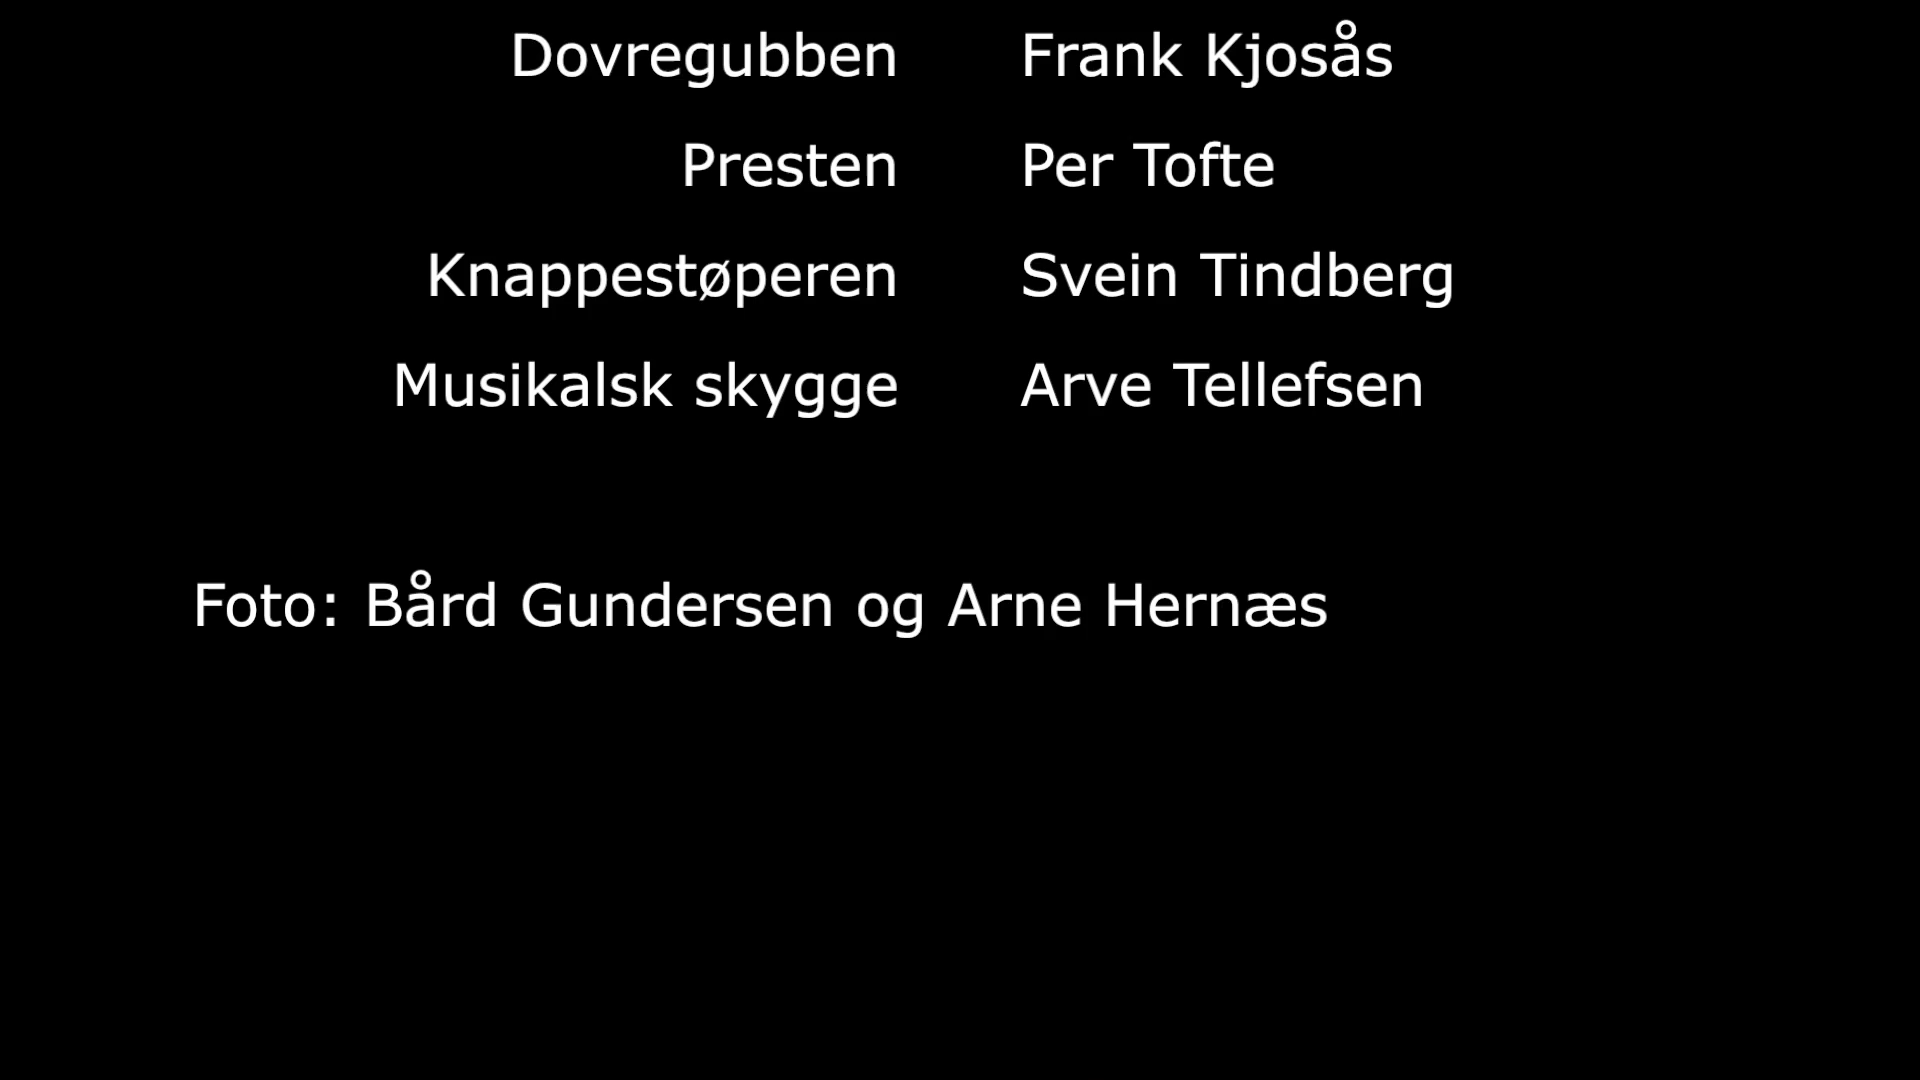 Dovregubben Frank Kjosås
Presten Per Tofte
Knappestøperen Svein Tindberg
Musikalsk skygge Arve Tellefsen
Foto: Bård Gundersen og Arne Hernæs